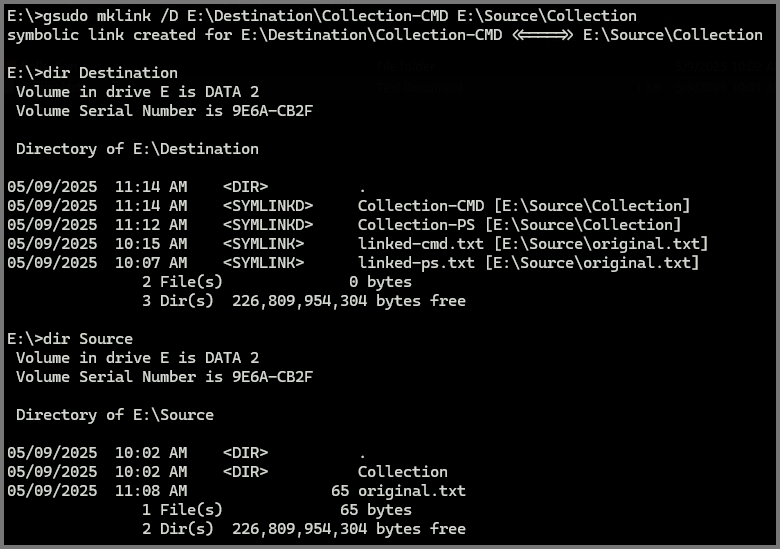 E:\>gsudo mklink /D E:\Destination\Collection-CMD E:\Source\Collection
symbolic link created for E:\Destination\Collection-CMD <<===>> E:\Source\Collection
E:\>dir Destination
Volume in drive E is DATA 2
Volume Serial Number is 9E6A-CB2F
Directory of E:\Destination
05/09/2025  11:14 AM    <DIR>          .
05/09/2025  11:14 AM    <SYMLINKD>     Collection-CMD [E:\Source\Collection]
05/09/2025  11:12 AM    <SYMLINKD>     Collection-PS [E:\Source\Collection]
05/09/2025  10:15 AM    <SYMLINK>      linked-cmd.txt [E:\Source\original.txt]
05/09/2025  10:07 AM    <SYMLINK>      linked-ps.txt [E:\Source\original.txt]
2 File(s)              0 bytes
3 Dir(s)  226,809,954,304 bytes free
E:\>dir Source
Volume in drive E is DATA 2
Volume Serial Number is 9E6A-CB2F
Directory of E:\Source
05/09/2025  10:02 AM    <DIR>          .
05/09/2025  10:02 AM    <DIR>          Collection
05/09/2025  11:08 AM                65 original.txt
1 File(s)             65 bytes
2 Dir(s)  226,809,954,304 bytes free